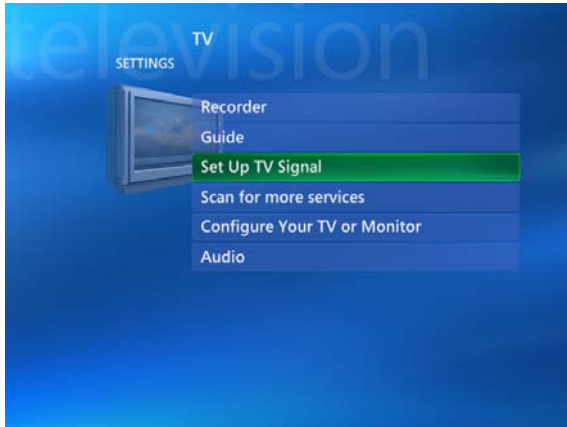 television
TV
SETTINGS
Recorder
Guide
Set Up TV Signal
Scan for more services
Configure Your TV or Monitor
Audio